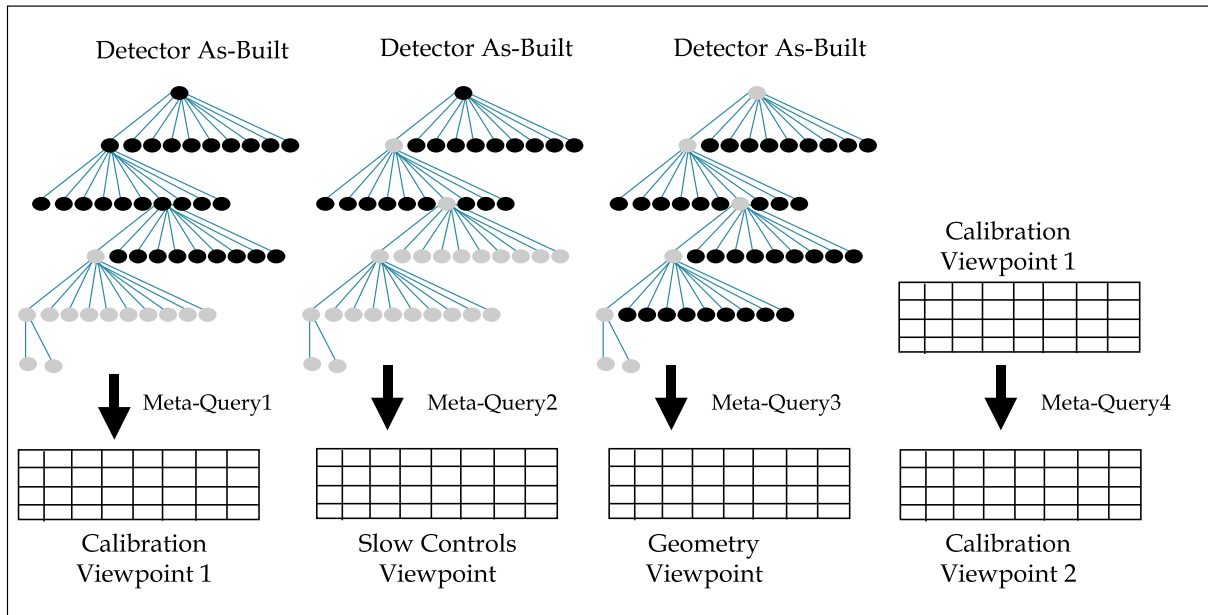 Detector As-Built
Detector As-Built
Detector As-Built
Calibration
Viewpoint 1
Meta-Query1
Meta-Query2
Meta-Query3
Meta-Query4
Calibration
Viewpoint 1
Slow Controls
Viewpoint
Geometry
Viewpoint
Calibration
Viewpoint 2